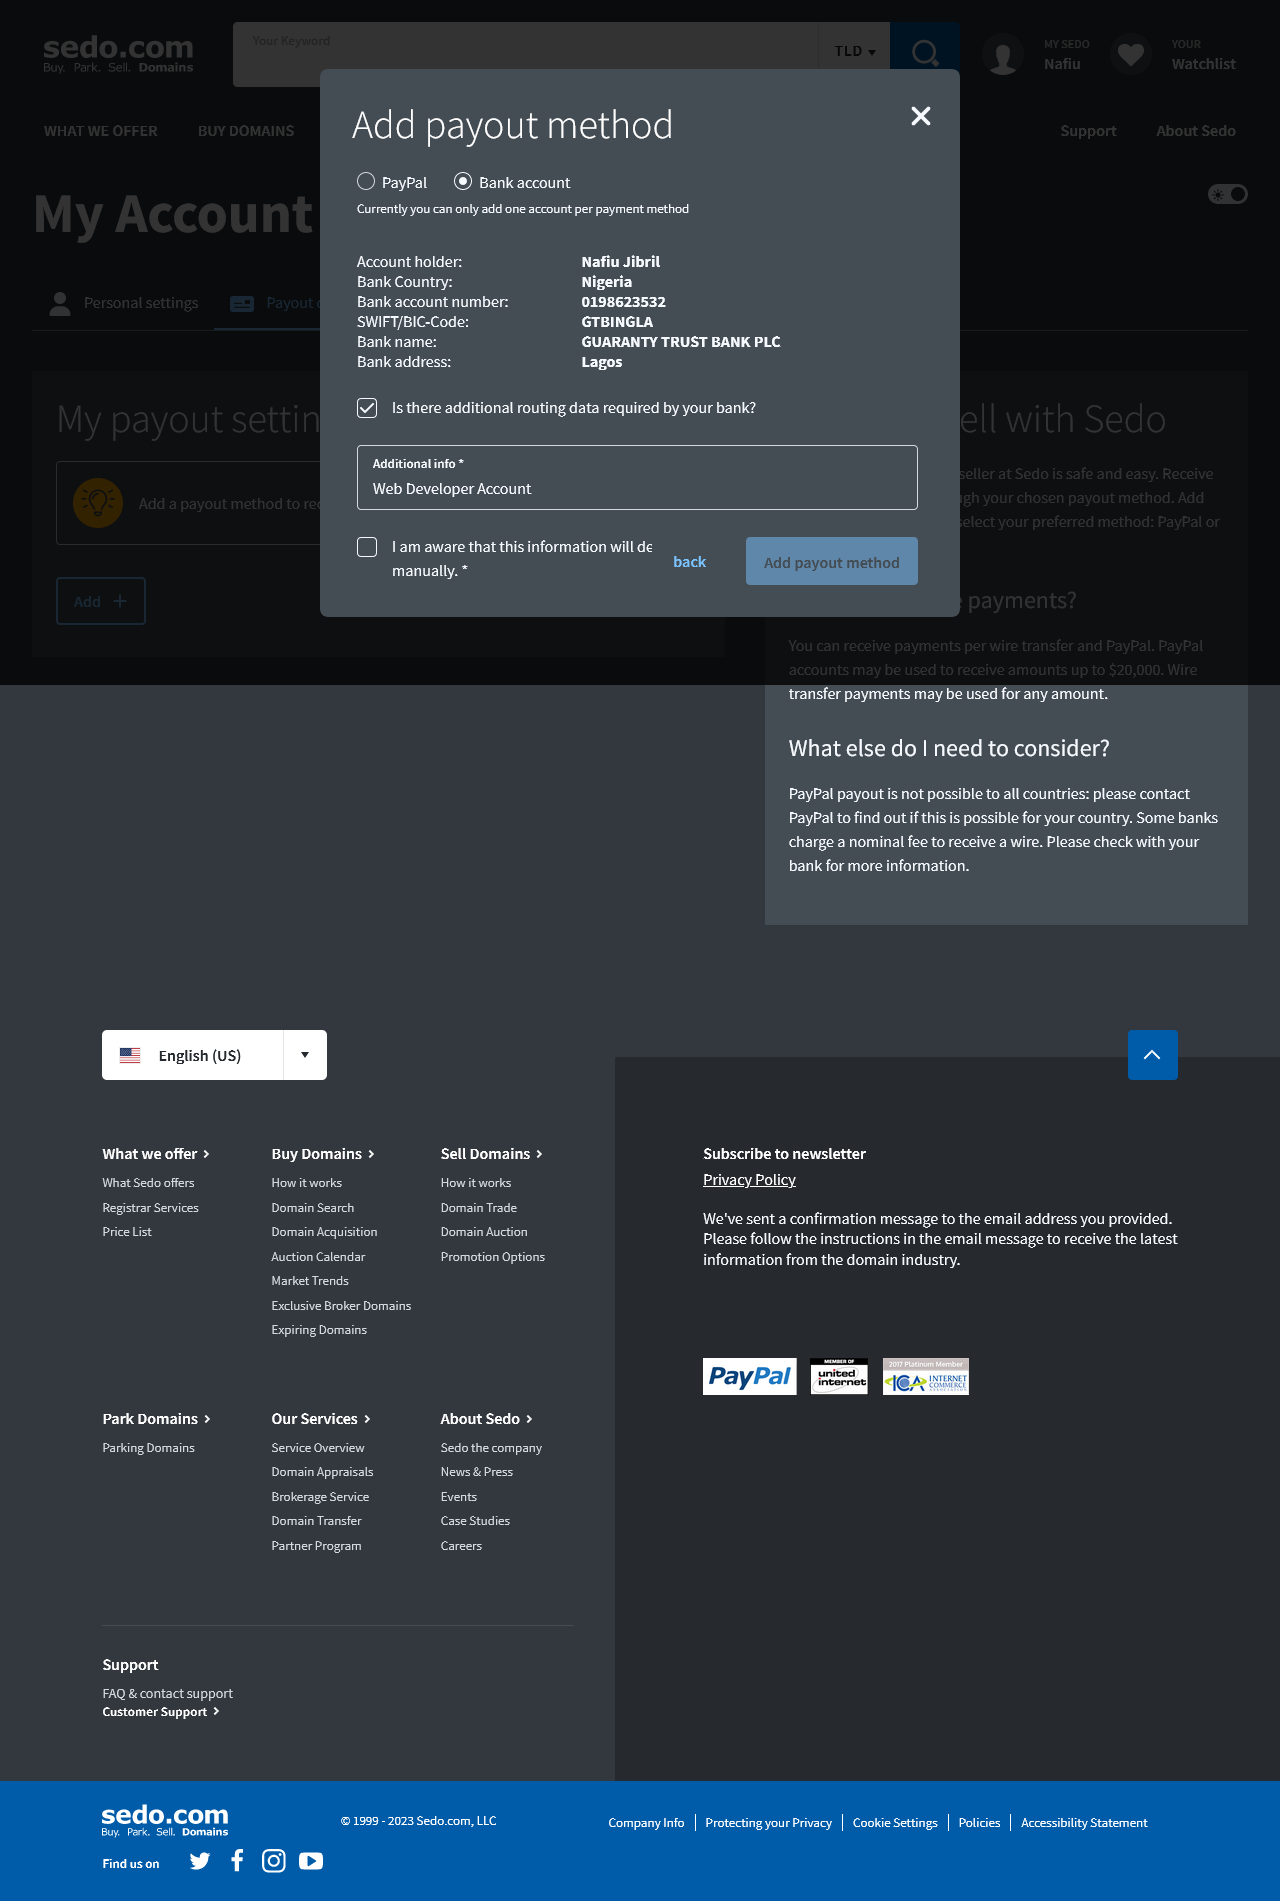 sedo.com
Buy. Park. Sell. Domains
Your Keyword
TLD
MY SEDO
Nafiu
YOUR
Watchlist
WHAT WE OFFER
BUY DOMAINS
Support
About Sedo
My Account
Personal settings
Payout
Add payout method
PayPal
Bank account
Currently you can only add one account per payment method
Account holder: Nafiu Jibril
Bank Country: Nigeria
Bank account number: 0198623532
SWIFT/BIC-Code: GTBINGLA
Bank name: GUARANTY TRUST BANK PLC
Bank address: Lagos
Is there additional routing data required by your bank?
Additional info *
Web Developer Account
I am aware that this information will de
manually. *
back
Add payout method
My payout settin
Add a payout method to re
Add
ell with Sedo
seller at Sedo is safe and easy. Receive
gh your chosen payout method. Add
select your preferred method: PayPal or
e payments?
You can receive payments per wire transfer and PayPal. PayPal
accounts may be used to receive amounts up to $20,000. Wire
transfer payments may be used for any amount.
What else do I need to consider?
PayPal payout is not possible to all countries: please contact
PayPal to find out if this is possible for your country. Some banks
charge a nominal fee to receive a wire. Please check with your
bank for more information.
English (US)
What we offer
What Sedo offers
Registrar Services
Price List
Buy Domains
How it works
Domain Search
Domain Acquisition
Auction Calendar
Market Trends
Exclusive Broker Domains
Expiring Domains
Sell Domains
How it works
Domain Trade
Domain Auction
Promotion Options
Subscribe to newsletter
Privacy Policy
We've sent a confirmation message to the email address you provided.
Please follow the instructions in the email message to receive the latest
information from the domain industry.
PayPal
MEMBER OF
united
internet
2017 Platinum Member
ICA INTERNET
COMMERCE
ASSOCIATION
Park Domains
Parking Domains
Our Services
Service Overview
Domain Appraisals
Brokerage Service
Domain Transfer
Partner Program
About Sedo
Sedo the company
News & Press
Events
Case Studies
Careers
Support
FAQ & contact support
Customer Support
sedo.com
Buy. Park. Sell. Domains
© 1999 - 2023 Sedo.com, LLC
Company Info
Protecting your Privacy
Cookie Settings
Policies
Accessibility Statement
Find us on